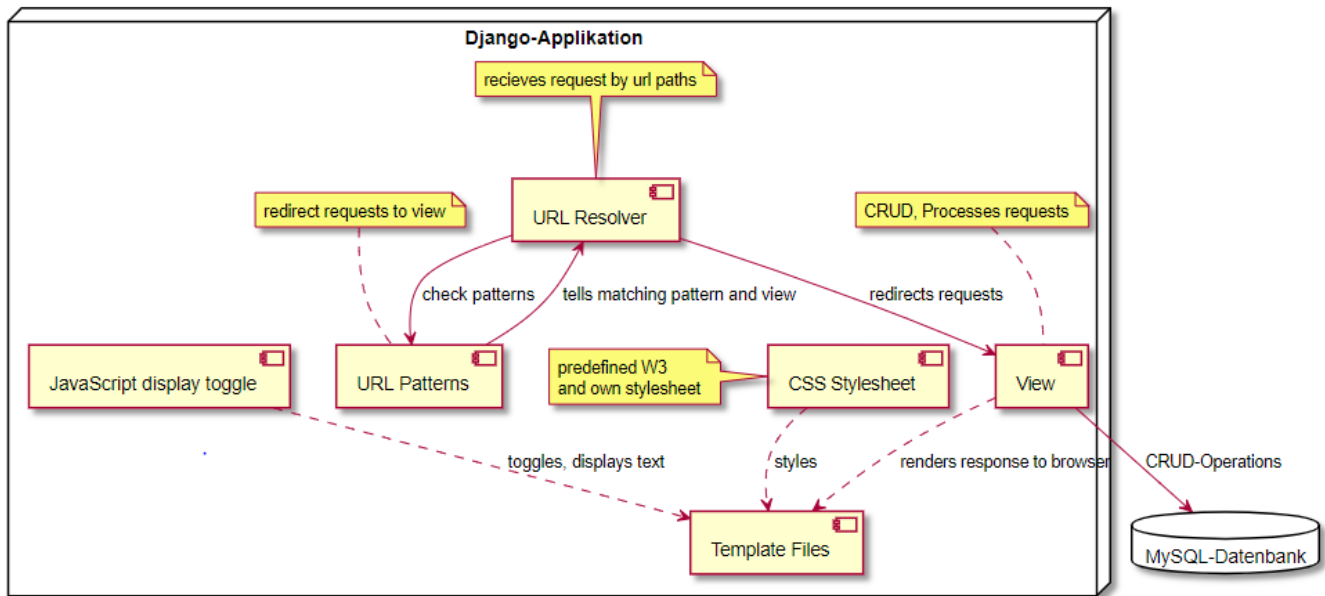 Django-Applikation
recieves request by url paths
redirect requests to view
URL Resolver
CRUD, Processes requests
check patterns
tells matching pattern and view
redirects requests
JavaScript display toggle
URL Patterns
predefined W3
and own stylesheet
CSS Stylesheet
View
toggles, displays text
styles
renders response to browser
CRUD-Operations
Template Files
MySQL-Datenbank